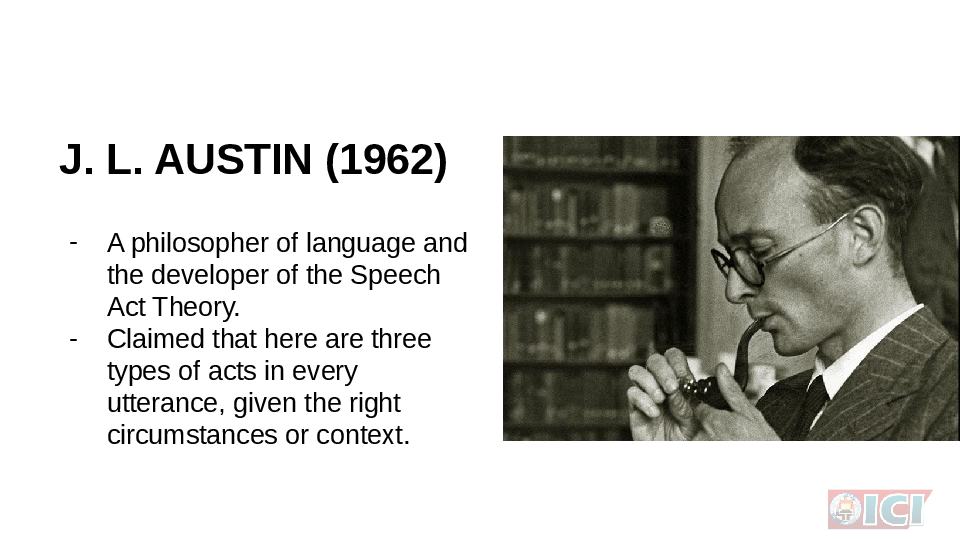 J. L. AUSTIN (1962)
- A philosopher of language and
the developer of the Speech
Act Theory.
- Claimed that here are three
types of acts in every
utterance, given the right
circumstances or context.
ICI